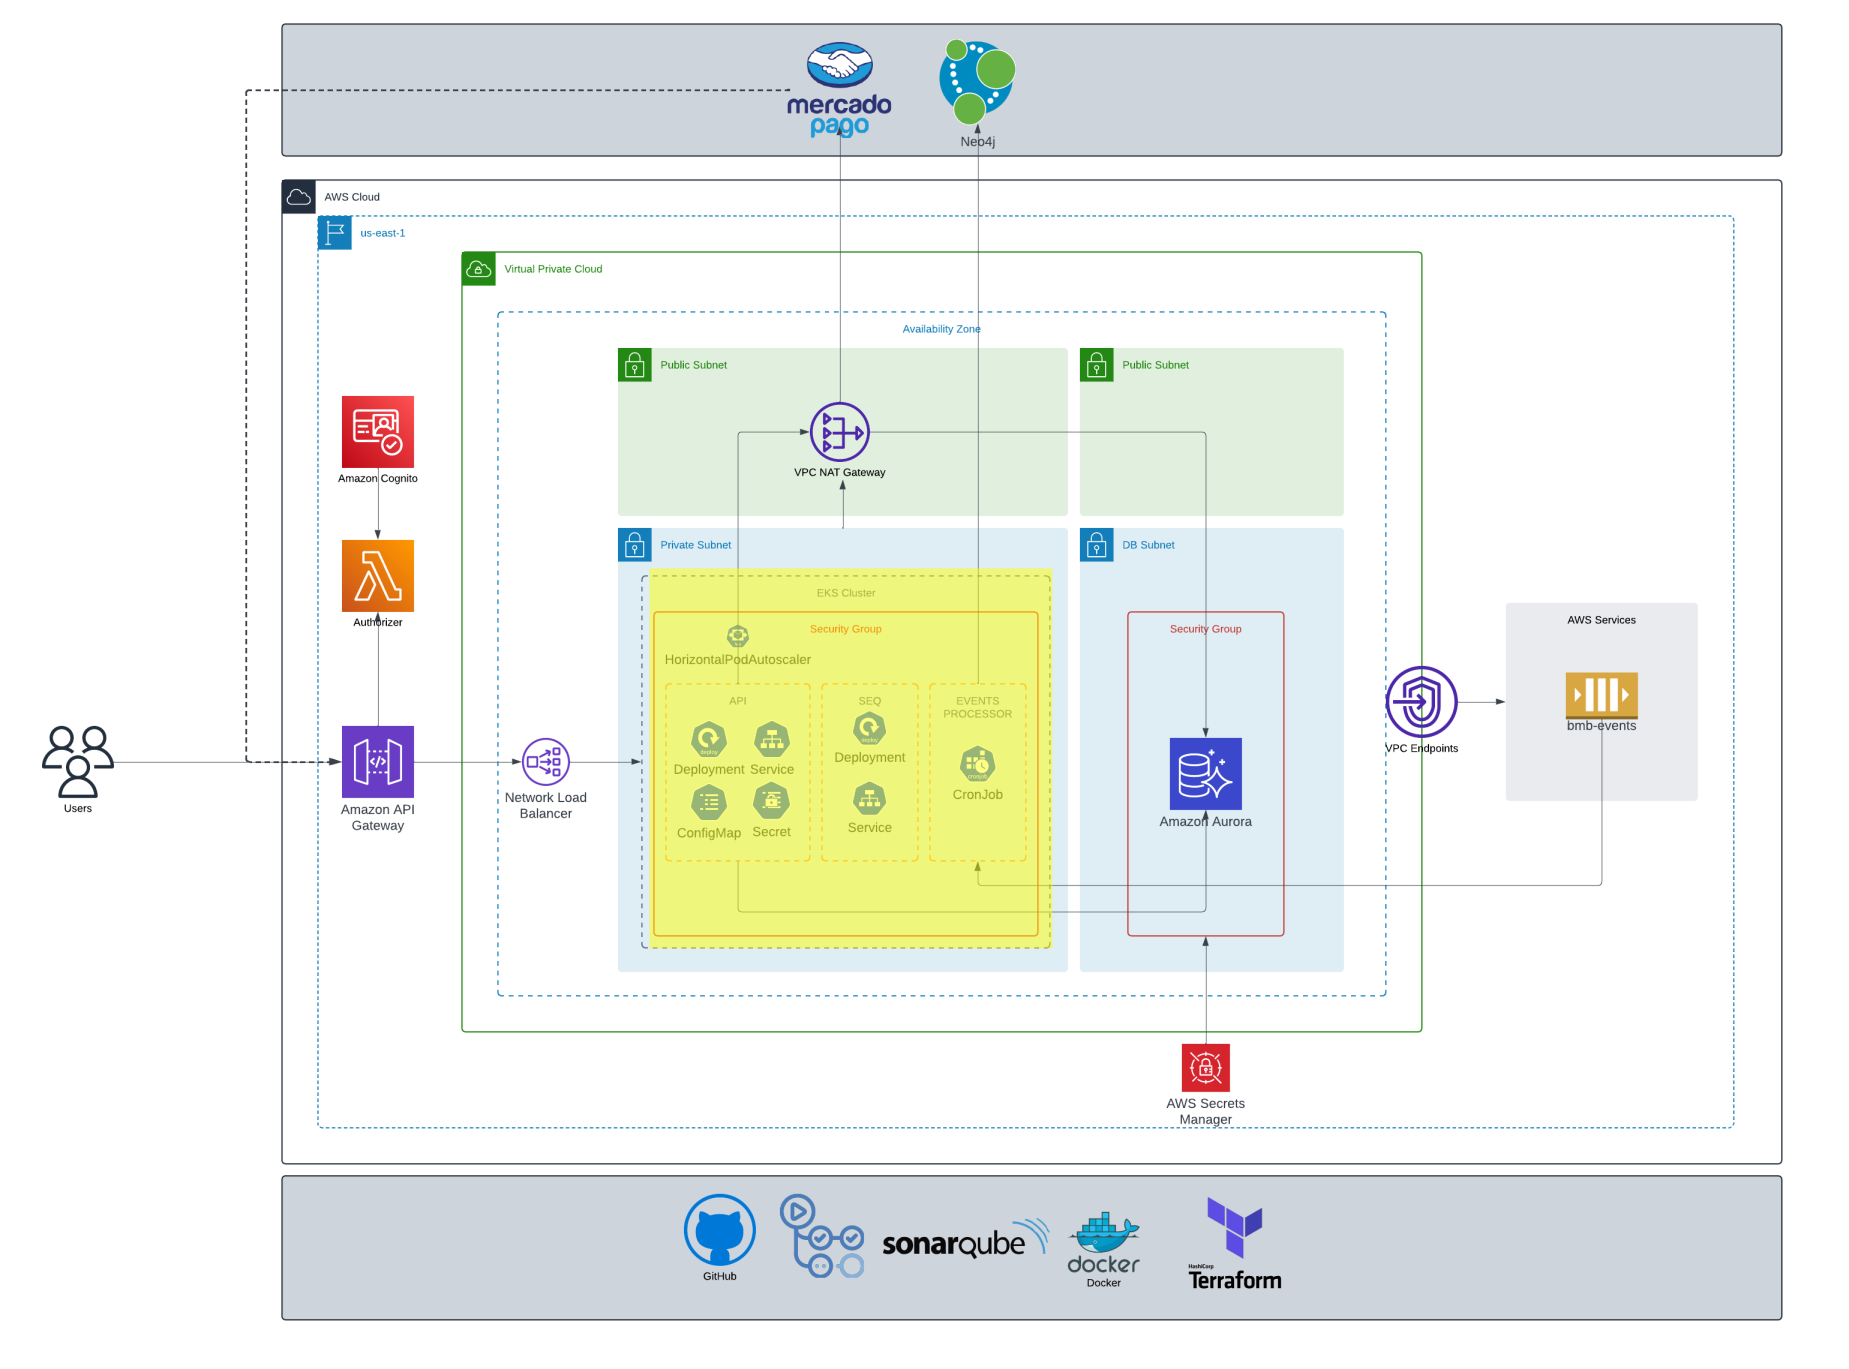 mercado
pago
Neo4j
AWS Cloud
us-east-1
Virtual Private Cloud
Availability Zone
Public Subnet
Public Subnet
VPC NAT Gateway
Amazon Cognito
Private Subnet
DB Subnet
EKS Cluster
Security Group
Security Group
HorizontalPodAutoscaler
Authorizer
AWS Services
API
SEQ
EVENTS
PROCESSOR
deploy
Deployment
Service
deploy
Deployment
cronjob
CronJob
ConfigMap
Secret
Service
bmb-events
VPC Endpoints
Users
Amazon API
Gateway
Network Load
Balancer
Amazon Aurora
AWS Secrets
Manager
GitHub
sonarqube
docker
Docker
HashiCorp
Terraform